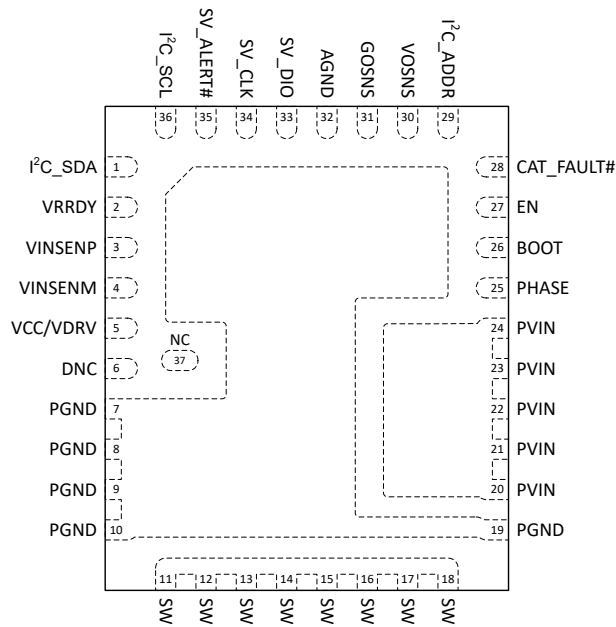 I²C_SCL
SV_ALERT#
SV_CLK
SV_DIO
AGND
GOSNS
VOSNS
I²C_ADDR
36
35
34
33
32
31
30
29
I²C_SDA 1
VRRDY 2
VINSENP 3
VINSENM 4
VCC/VDRV 5
DNC 6
PGND 7
PGND 8
PGND 9
PGND 10
NC
37
28 CAT_FAULT#
27 EN
26 BOOT
25 PHASE
24 PVIN
23 PVIN
22 PVIN
21 PVIN
20 PVIN
19 PGND
11
12
13
14
15
16
17
18
SW
SW
SW
SW
SW
SW
SW
SW